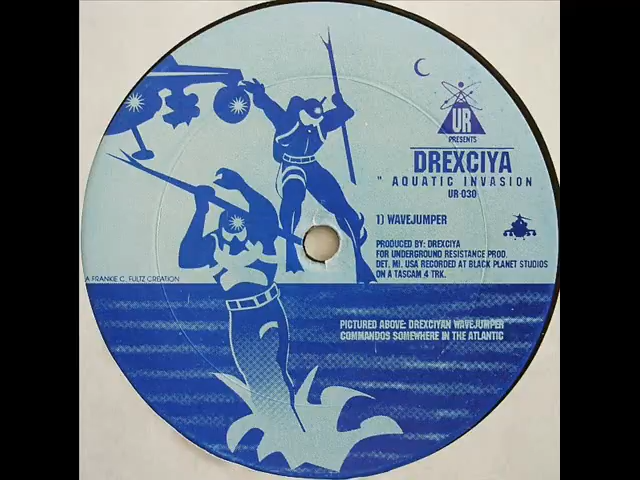 UR
PRESENTS
DREXCIYA
" AQUATIC INVASION
UR-030
1) WAVEJUMPER
PRODUCED BY: DREXCIYA
FOR UNDERGROUND RESISTANCE PROD.
DET. MI. USA RECORDED AT BLACK PLANET STUDIOS
ON A TASCAM 4 TRK.
A FRANKIE C. FULTZ CREATION
PICTURED ABOVE: DREXCIYAN WAVEJUMPER
COMMANDOS SOMEWHERE IN THE ATLANTIC